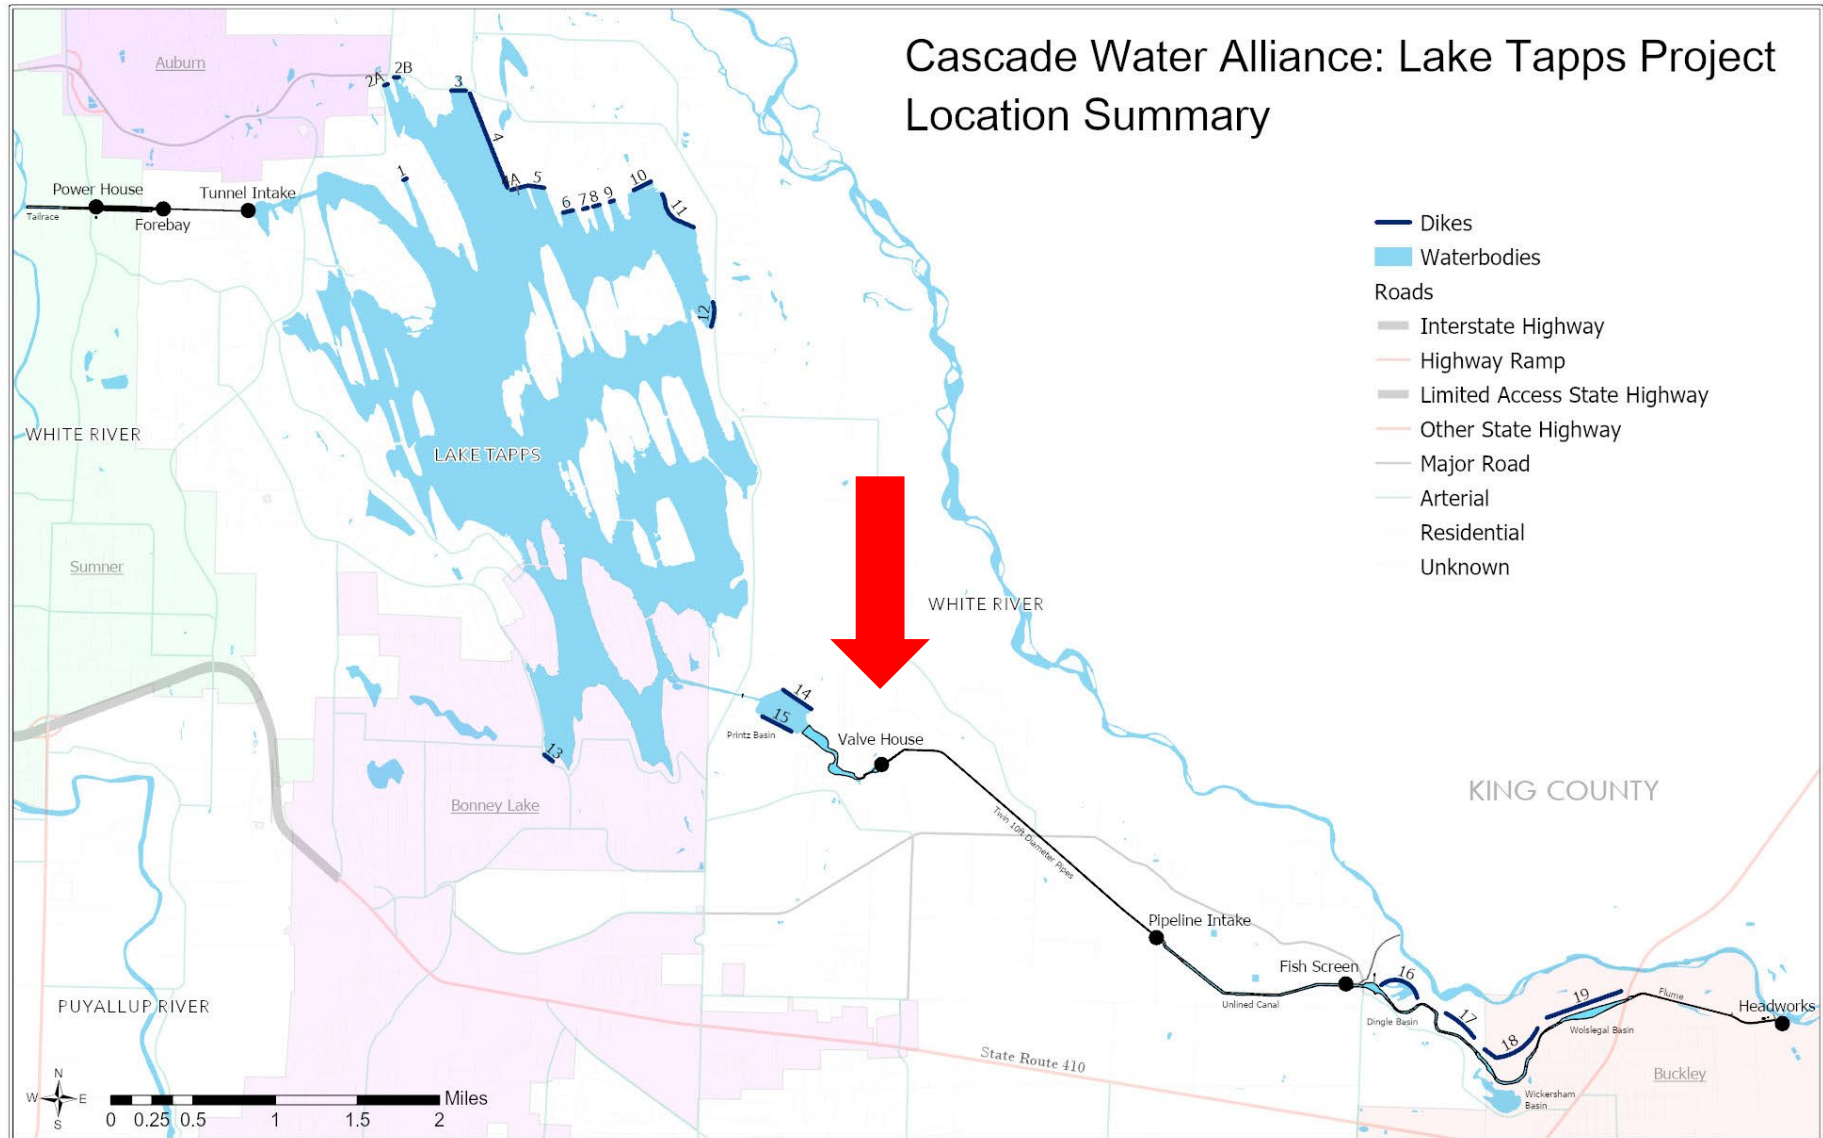 Cascade Water Alliance: Lake Tapps Project
Location Summary
Auburn
2A
2B
3
4
4A
5
1
6
7
8
9
10
11
12
Power House
Tunnel Intake
Tailrace
Forebay
Dikes
Waterbodies
Roads
Interstate Highway
Highway Ramp
Limited Access State Highway
Other State Highway
Major Road
Arterial
Residential
Unknown
WHITE RIVER
LAKE TAPPS
Sumner
WHITE RIVER
14
15
Printz Basin
Valve House
13
Bonney Lake
KING COUNTY
Twin 10ft Diameter Pipes
Pipeline Intake
Fish Screen
16
Unlined Canal
Dingle Basin
17
18
19
Wolslegal Basin
Flume
Headworks
PUYALLUP RIVER
State Route 410
Buckley
Wickersham
Basin
N
W
E
S
Miles
0 0.25 0.5 1 1.5 2